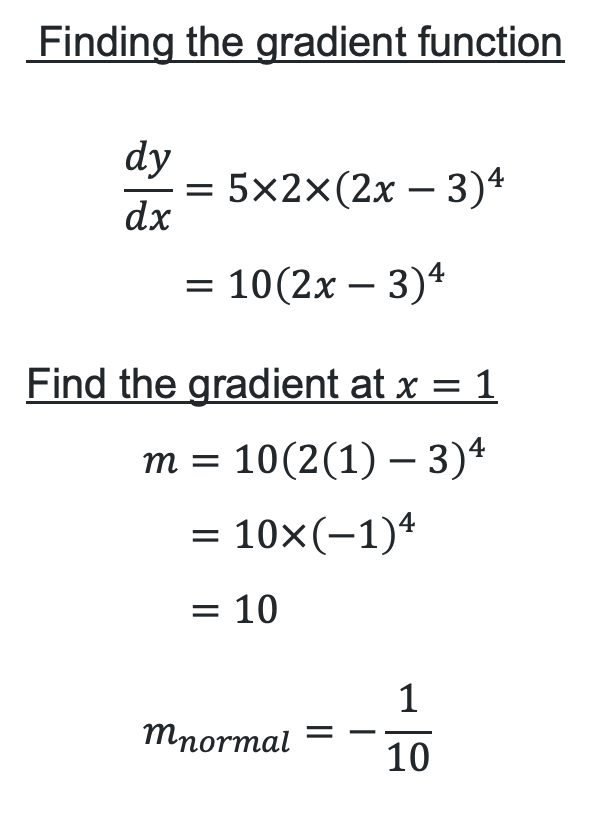 Finding the gradient function
dy/dx = 5×2×(2x − 3)⁴
= 10(2x − 3)⁴
Find the gradient at x = 1
m = 10(2(1) − 3)⁴
= 10×(−1)⁴
= 10
mₙₒᵣₘₐₗ = −1/10